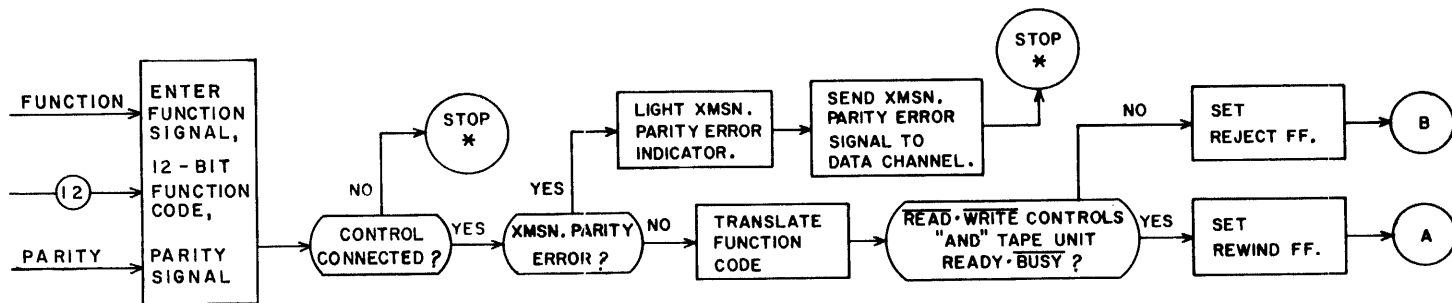 FUNCTION
12
PARITY
ENTER
FUNCTION
SIGNAL,
12-BIT
FUNCTION
CODE,
PARITY
SIGNAL
CONTROL
CONNECTED?
NO
STOP
*
YES
XMSN. PARITY
ERROR?
YES
LIGHT XMSN.
PARITY ERROR
INDICATOR.
SEND XMSN.
PARITY ERROR
SIGNAL TO
DATA CHANNEL.
STOP
*
NO
TRANSLATE
FUNCTION
CODE
READ·WRITE CONTROLS
"AND" TAPE UNIT
READY·BUSY?
NO
SET
REJECT FF.
B
YES
SET
REWIND FF.
A